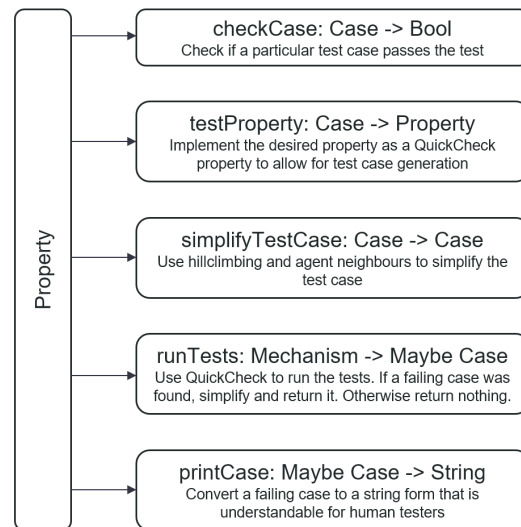 Property
checkCase: Case -> Bool
Check if a particular test case passes the test
testProperty: Case -> Property
Implement the desired property as a QuickCheck
property to allow for test case generation
simplifyTestCase: Case -> Case
Use hillclimbing and agent neighbours to simplify the
test case
runTests: Mechanism -> Maybe Case
Use QuickCheck to run the tests. If a failing case was
found, simplify and return it. Otherwise return nothing.
printCase: Maybe Case -> String
Convert a failing case to a string form that is
understandable for human testers